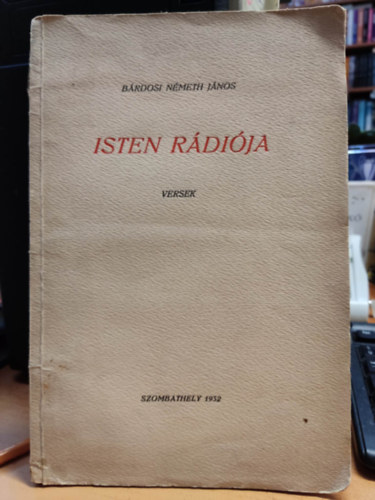 BÁRDOSI NÉMETH JÁNOS
ISTEN RÁDIÓJA
VERSEK
SZOMBATHELY 1932